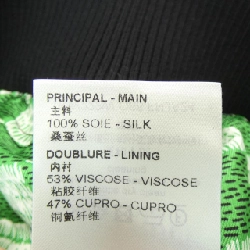 PRINCIPAL - MAIN
主料
100% SOIE - SILK
桑蚕丝
DOUBLURE - LINING
内衬
53% VISCOSE - VISCOSE
粘胶纤维
47% CUPRO - CUPRO
铜氨纤维